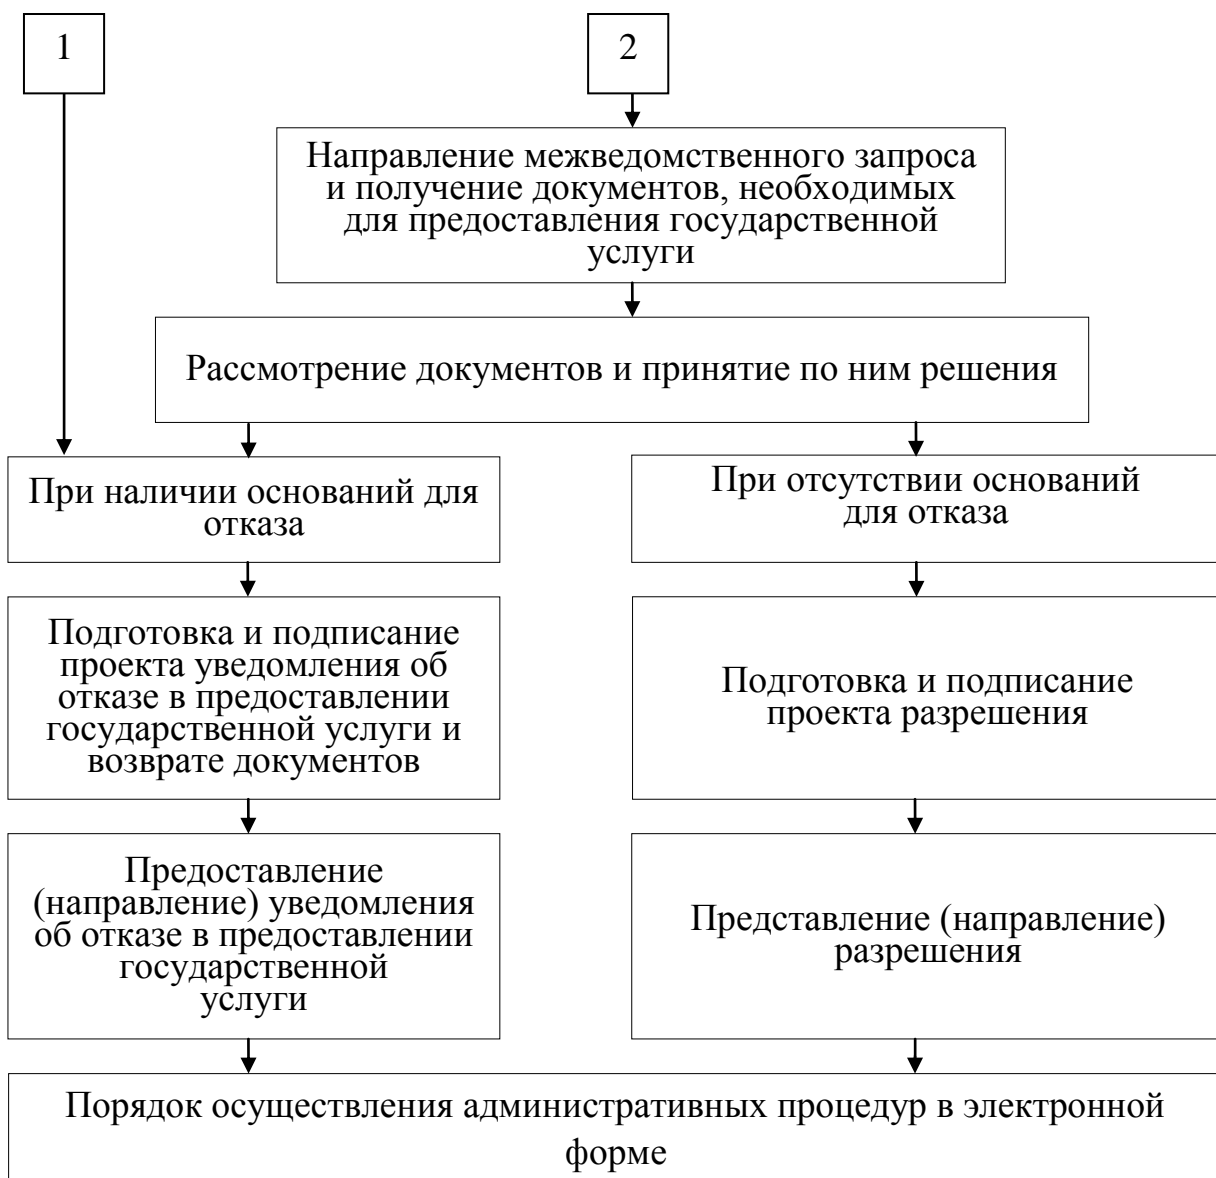 1
2
Направление межведомственного запроса
и получение документов, необходимых
для предоставления государственной
услуги
Рассмотрение документов и принятие по ним решения
При наличии оснований для
отказа
При отсутствии оснований
для отказа
Подготовка и подписание
проекта уведомления об
отказе в предоставлении
государственной услуги и
возврате документов
Подготовка и подписание
проекта разрешения
Предоставление
(направление) уведомления
об отказе в предоставлении
государственной
услуги
Представление (направление)
разрешения
Порядок осуществления административных процедур в электронной
форме